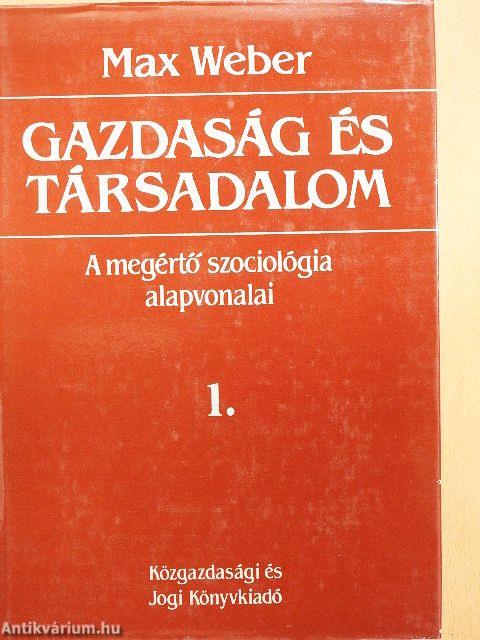 Max Weber
GAZDASÁG ÉS
TÁRSADALOM
A megértő szociológia
alapvonalai
1.
Közgazdasági és
Jogi Könyvkiadó
Antikvárium.hu